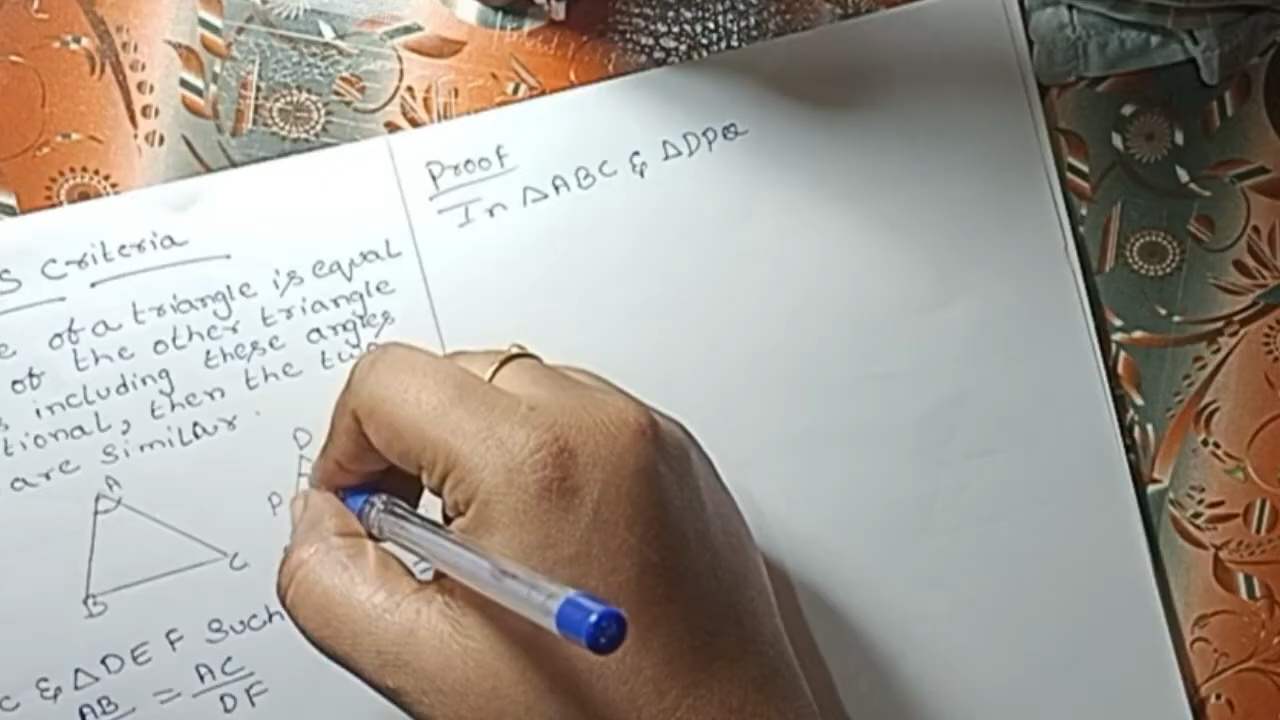 S Criteria
e of a triangle is equal
of the other triangle
s including these angles
tional, then the two
are similar.
A
B
C
D
P
C & ΔDEF Such
AB = AC
DF
Proof
In ΔABC & ΔDPQ